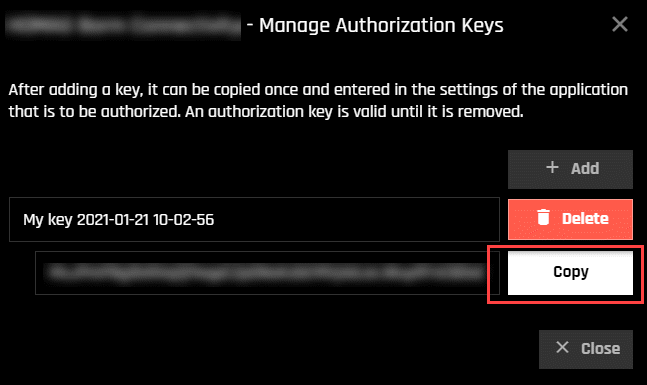 - Manage Authorization Keys
After adding a key, it can be copied once and entered in the settings of the application
that is to be authorized. An authorization key is valid until it is removed.
Add
My key 2021-01-21 10-02-56
Delete
Copy
Close